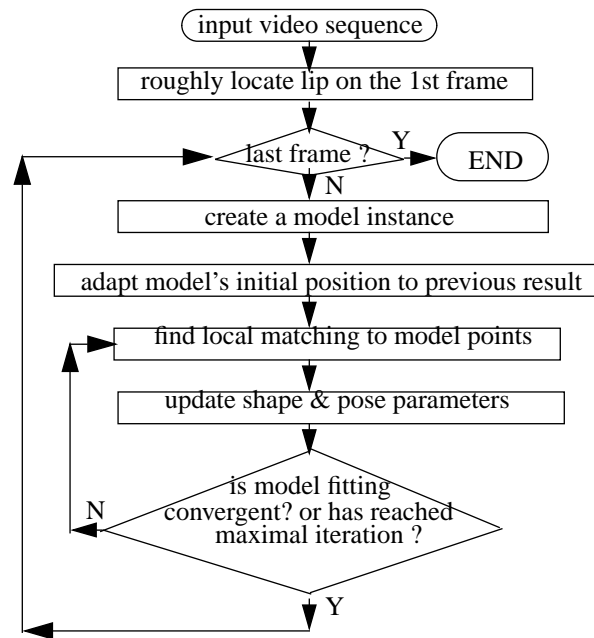 input video sequence
roughly locate lip on the 1st frame
last frame ?
Y
END
N
create a model instance
adapt model's initial position to previous result
find local matching to model points
update shape & pose parameters
is model fitting
convergent? or has reached
maximal iteration ?
N
Y